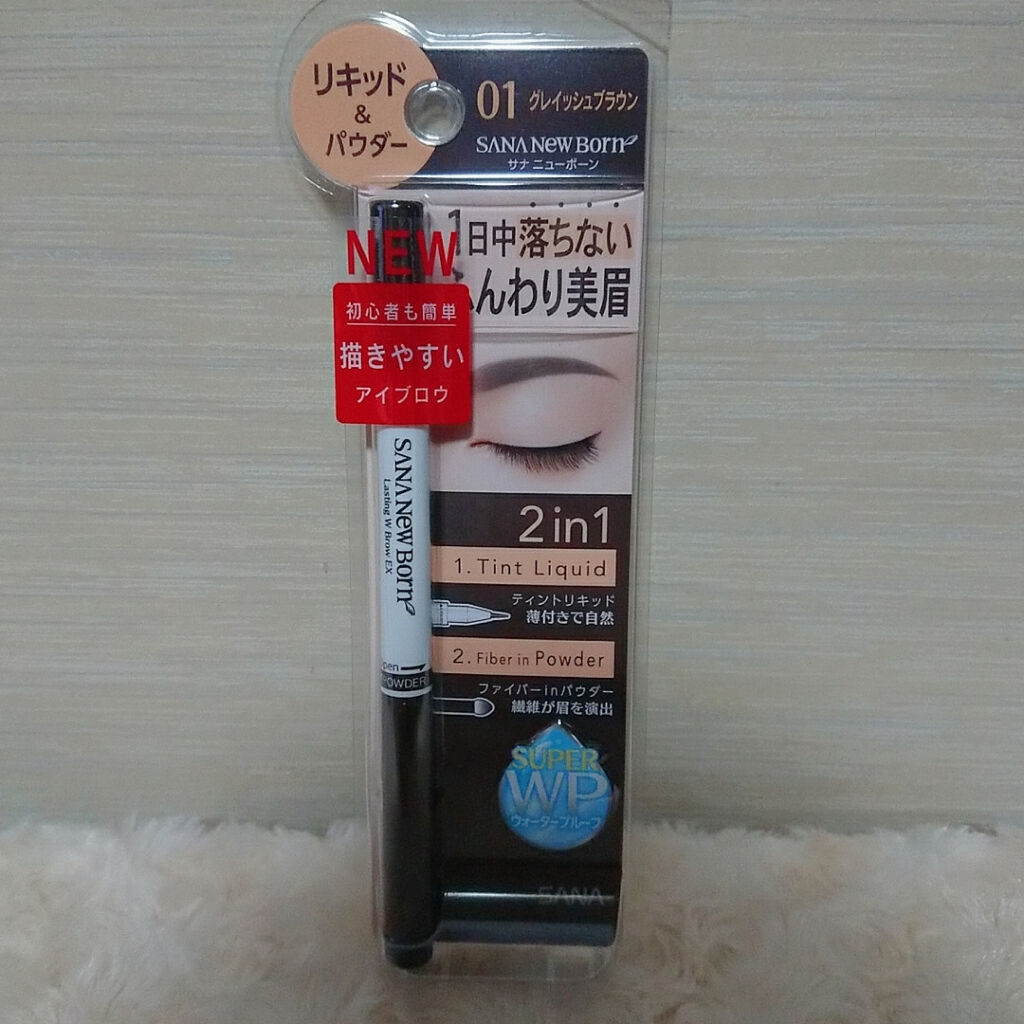 リキッド
&
パウダー
01 グレイッシュブラウン
SANA New Born
サナ ニューボーン
1日中落ちない
んわり美眉
NEW
初心者も簡単
描きやすい
アイブロウ
SANA New Born
Lasting W Brow EX
pen
POWDER
2in1
1. Tint Liquid
ティントリキッド
薄付きで自然
2. Fiber in Powder
ファイバーinパウダー
繊維が眉を演出
SUPER
WP
ウォータープルーフ
SANA